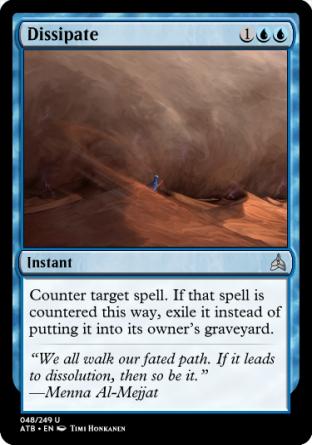 Dissipate 1
Instant
Counter target spell. If that spell is
countered this way, exile it instead of
putting it into its owner's graveyard.
“We all walk our fated path. If it leads
to dissolution, then so be it.”
—Menna Al-Mejjat
048/249 U
ATB • EN Timi Honkanen